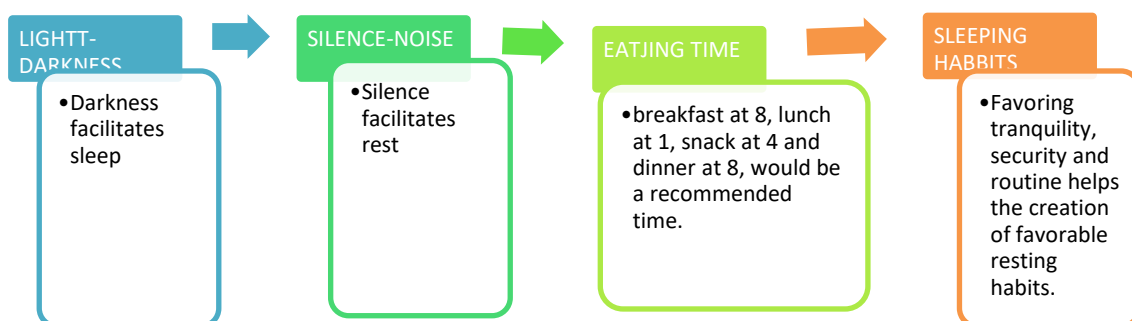 LIGHTT-
DARKNESS
•Darkness
facilitates
sleep
SILENCE-NOISE
•Silence
facilitates
rest
EATJING TIME
•breakfast at 8, lunch
at 1, snack at 4 and
dinner at 8, would be
a recommended
time.
SLEEPING
HABBITS
•Favoring
tranquility,
security and
routine helps
the creation
of favorable
resting
habits.